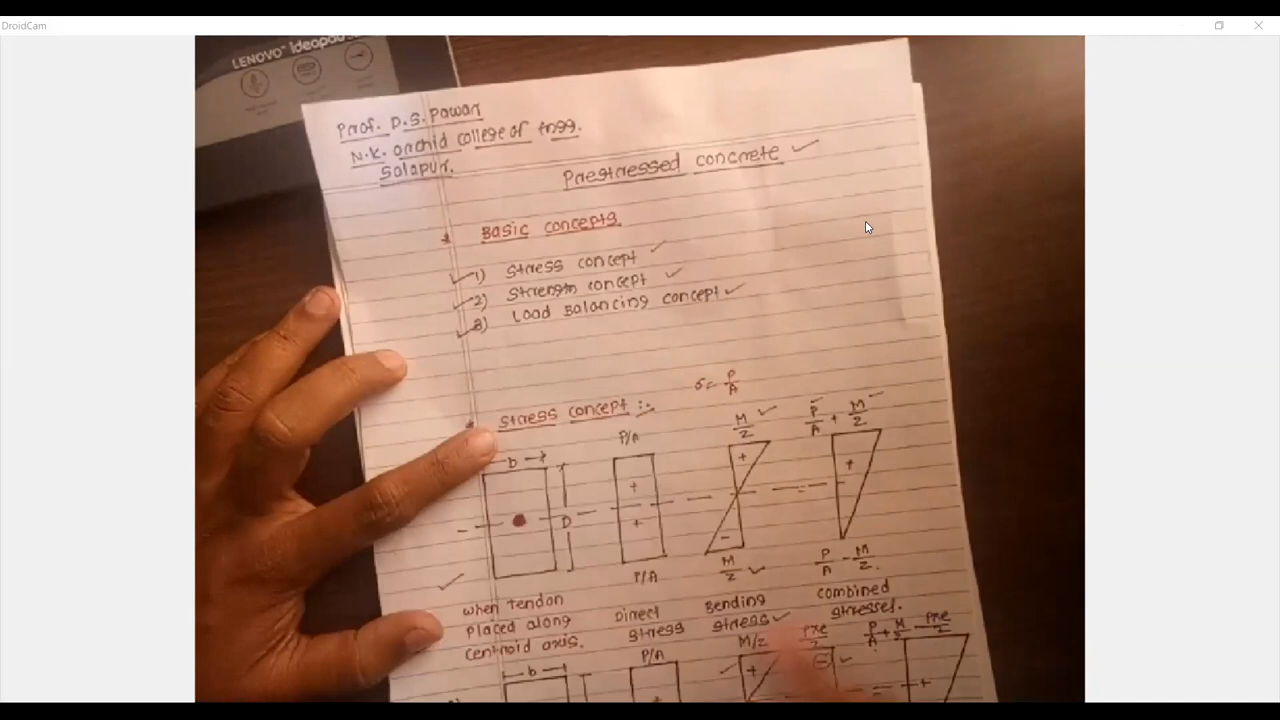 DroidCam
LENOVO ideapad
Prof. D.S. Pawar
N.K. orchid college of Engg.
Solapur.
Prestressed concrete
* Basic concepts.
1) Stress concept
2) Strength concept
3) Load Balancing concept
σ = P/A
* Stress concept :-
b
P/A
M/Z
P/A + M/Z
+
+
+
+
D
-
P/A
M/Z
P/A - M/Z.
When tendon placed along centroid axis.
Direct stress
Bending stress
combined stresses.
b
P/A
M/Z
Pxe/Z
P/A + M/Z - Pxe/Z
+
+